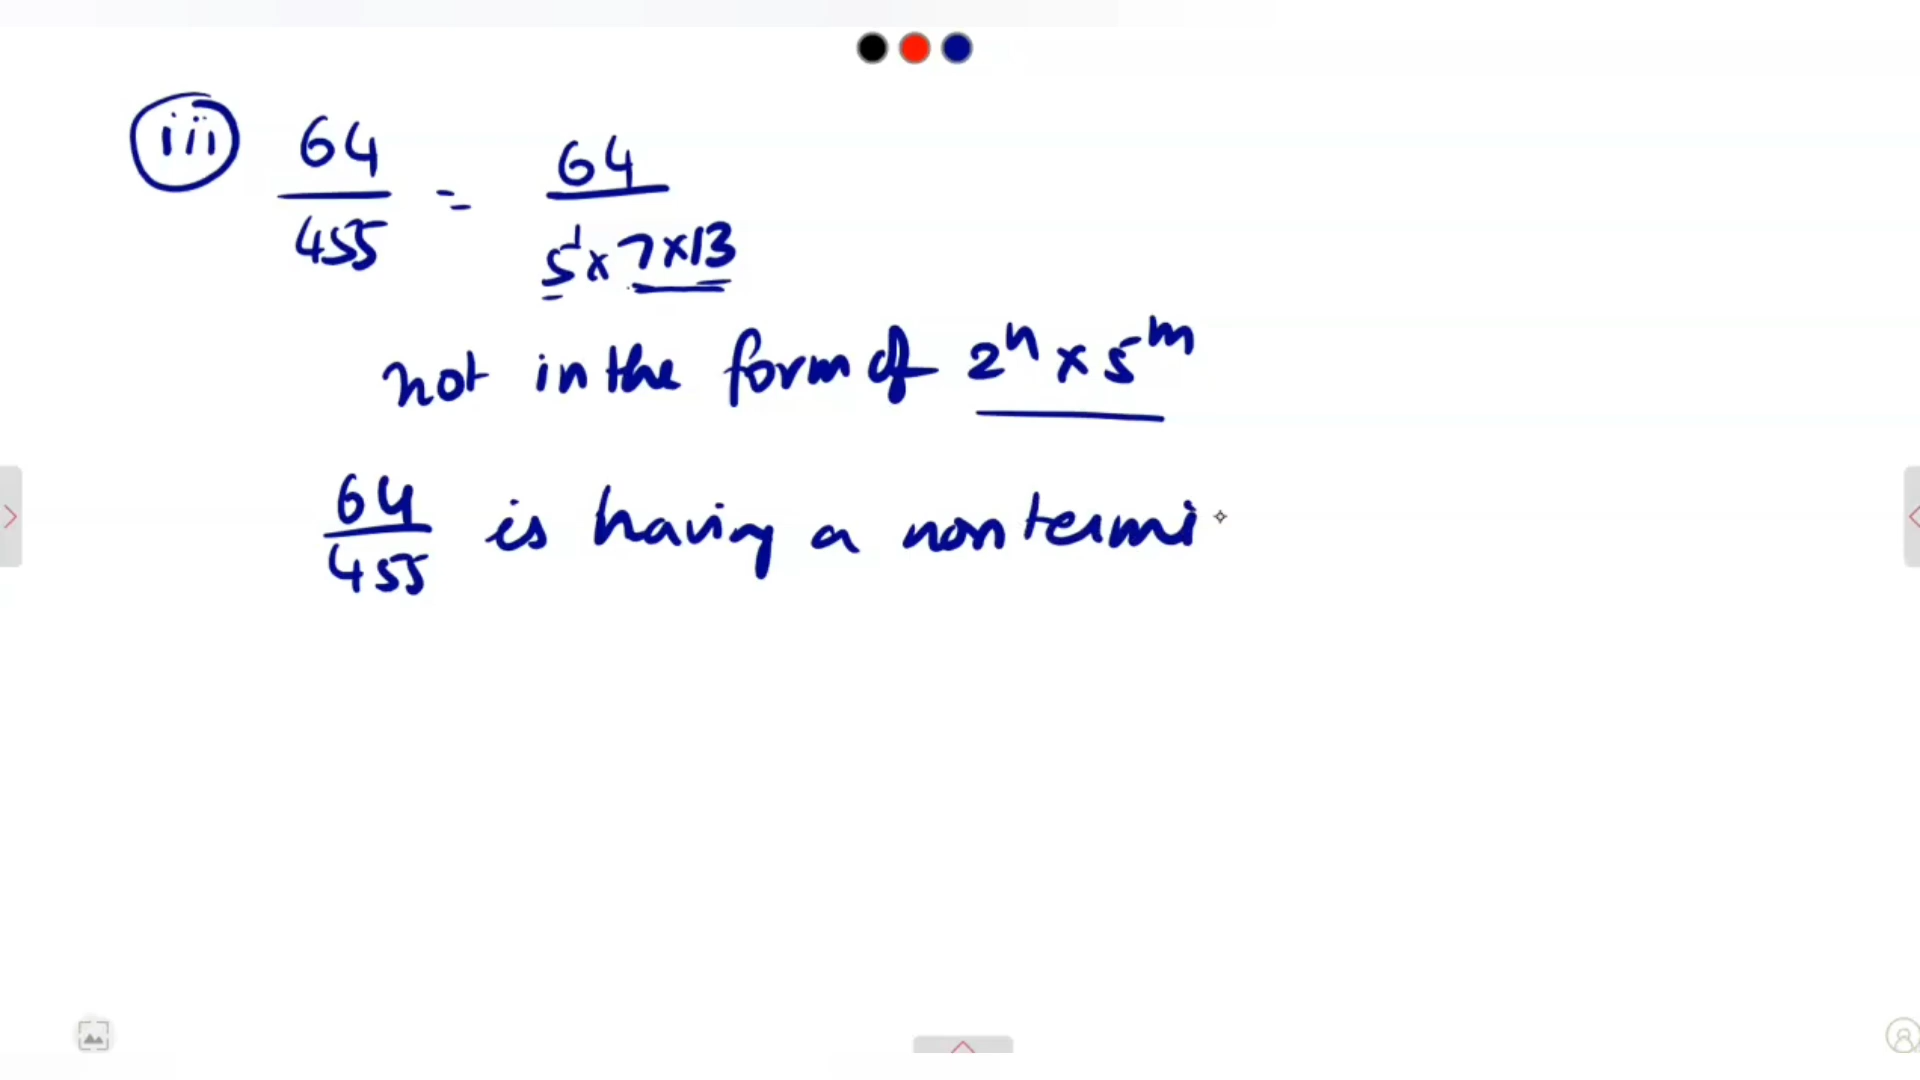 iii 64/455 = 64/5¹×7×13
not in the form of 2ⁿ × 5ᵐ
64/455 is having a non termi